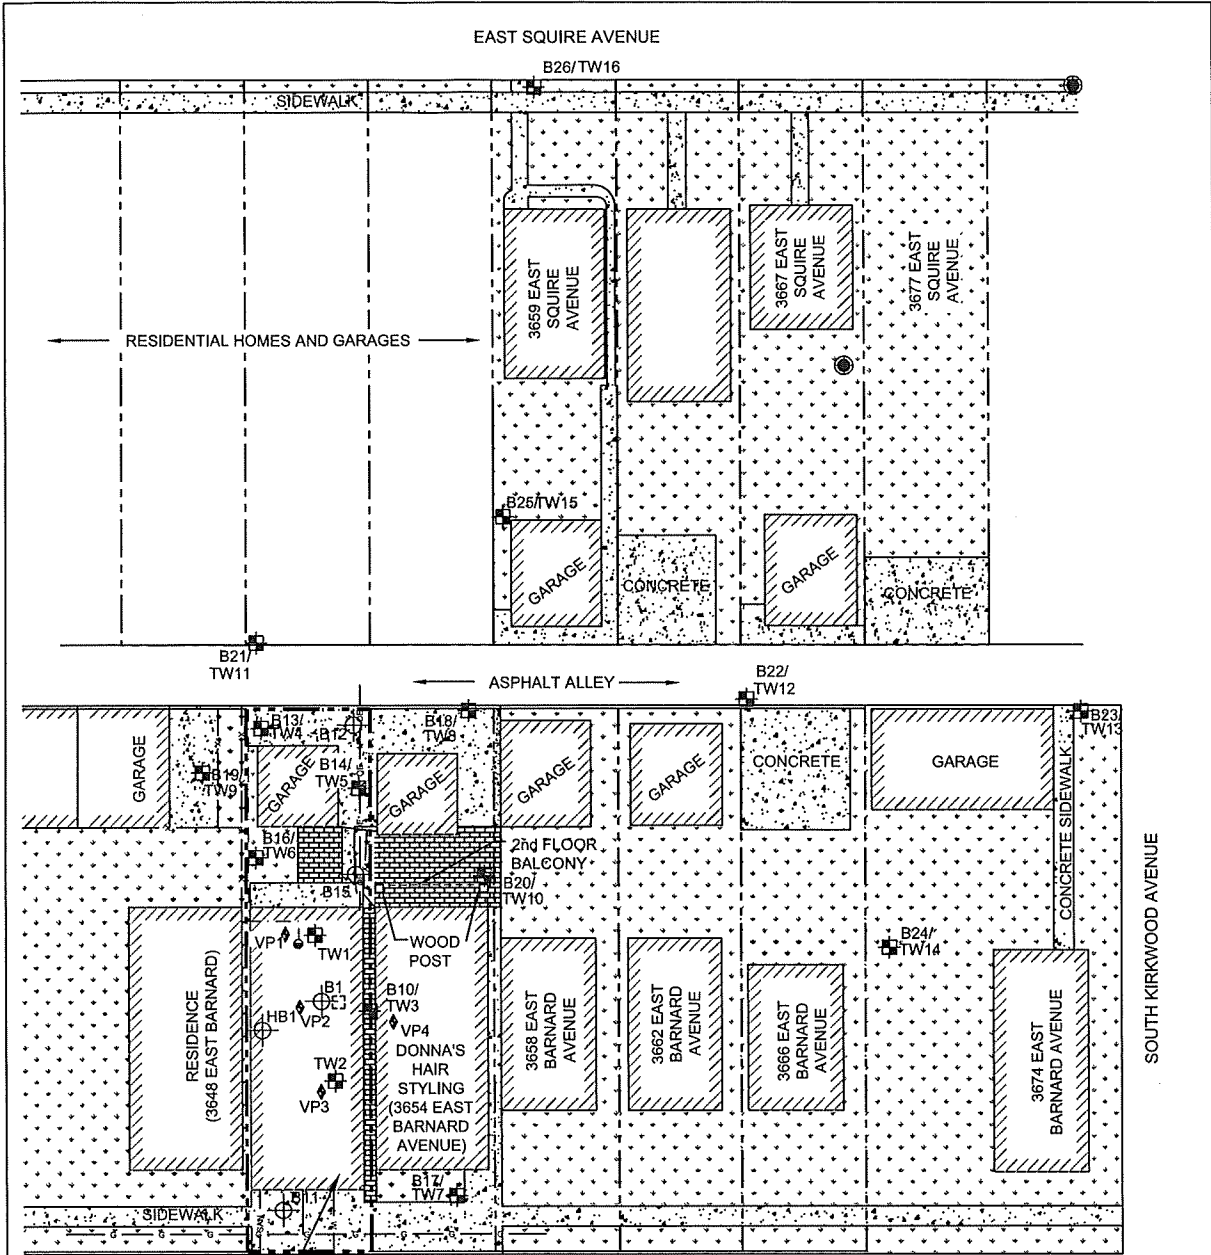 EAST SQUIRE AVENUE
B26/TW16
SIDEWALK
3659 EAST
SQUIRE
AVENUE
3667 EAST
SQUIRE
AVENUE
3677 EAST
SQUIRE
AVENUE
RESIDENTIAL HOMES AND GARAGES
B25/TW15
GARAGE
CONCRETE
GARAGE
CONCRETE
B21/
TW11
ASPHALT ALLEY
B22/
TW12
B13/
TW4
B12
B18/
TW8
B23/
TW13
GARAGE
B19/
TW9
GARAGE
B14/
TW5
GARAGE
GARAGE
GARAGE
CONCRETE
GARAGE
CONCRETE SIDEWALK
B16/
TW6
2nd FLOOR
BALCONY
B15
B20/
TW10
SOUTH KIRKWOOD AVENUE
VP1
TW1
WOOD
POST
B24/
TW14
RESIDENCE
(3648 EAST BARNARD)
B1
HB1
VP2
B10/
TW3
VP4
DONNA'S
HAIR
STYLING
(3654 EAST
BARNARD
AVENUE)
TW2
VP3
3658 EAST
BARNARD
AVENUE
3662 EAST
BARNARD
AVENUE
3666 EAST
BARNARD
AVENUE
3674 EAST
BARNARD AVENUE
B17/
TW7
B11
SIDEWALK
SAN
G G G G G G